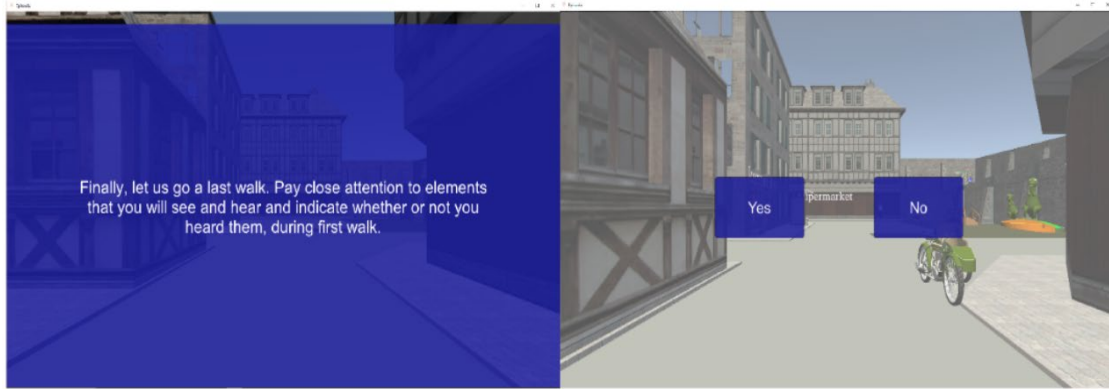 Finally, let us go a last walk. Pay close attention to elements
that you will see and hear and indicate whether or not you
heard them, during first walk.
Yes
No